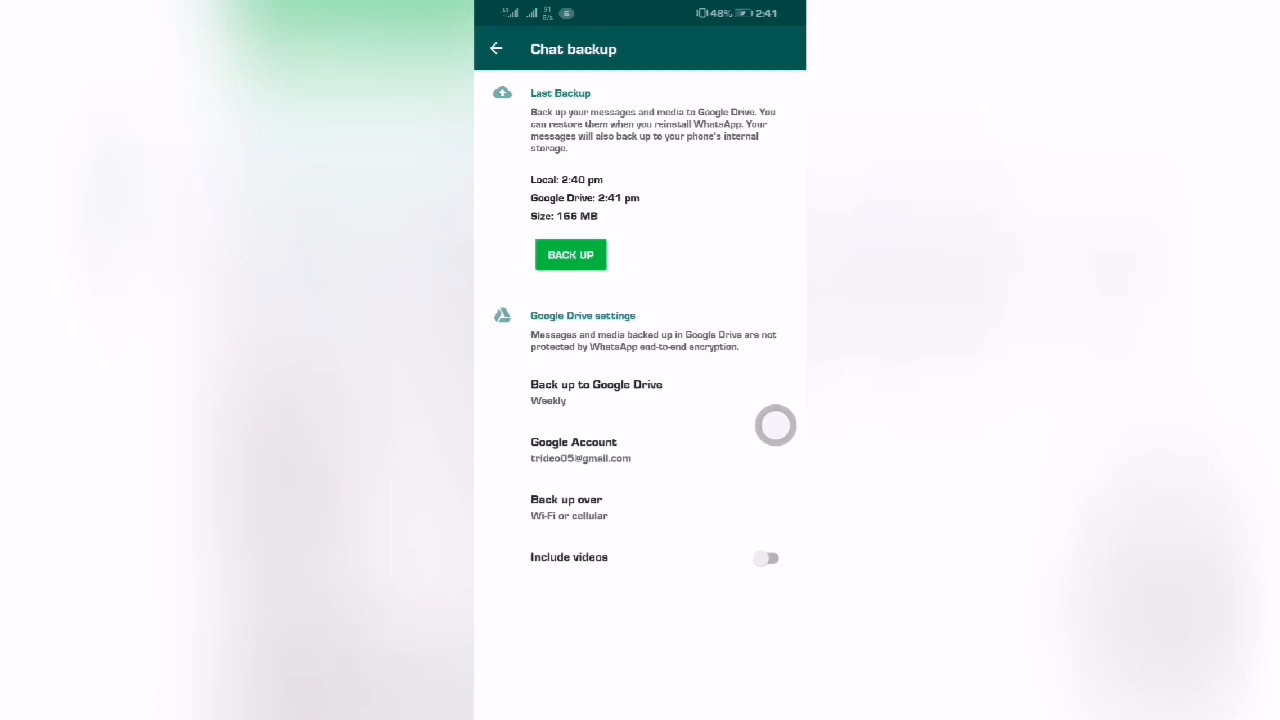 91
B/s
48%
2:41
Chat backup
Last Backup
Back up your messages and media to Google Drive. You
can restore them when you reinstall WhatsApp. Your
messages will also back up to your phone's internal
storage.
Local: 2:40 pm
Google Drive: 2:41 pm
Size: 166 MB
BACK UP
Google Drive settings
Messages and media backed up in Google Drive are not
protected by WhatsApp end-to-end encryption.
Back up to Google Drive
Weekly
Google Account
trideo05@gmail.com
Back up over
Wi-Fi or cellular
Include videos